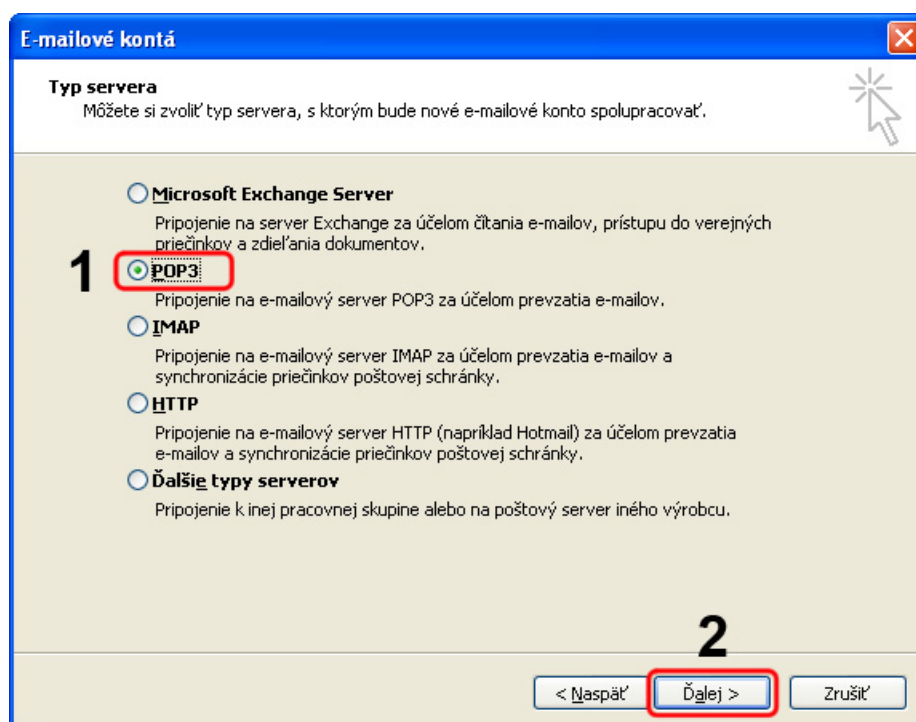 E-mailové kontá
Typ servera
Môžete si zvoliť typ servera, s ktorým bude nové e-mailové konto spolupracovať.
Microsoft Exchange Server
Pripojenie na server Exchange za účelom čítania e-mailov, prístupu do verejných
priečinkov a zdieľania dokumentov.
1
POP3
Pripojenie na e-mailový server POP3 za účelom prevzatia e-mailov.
IMAP
Pripojenie na e-mailový server IMAP za účelom prevzatia e-mailov a
synchronizácie priečinkov poštovej schránky.
HTTP
Pripojenie na e-mailový server HTTP (napríklad Hotmail) za účelom prevzatia
e-mailov a synchronizácie priečinkov poštovej schránky.
Ďalšie typy serverov
Pripojenie k inej pracovnej skupine alebo na poštový server iného výrobcu.
2
< Naspäť
Ďalej >
Zrušiť